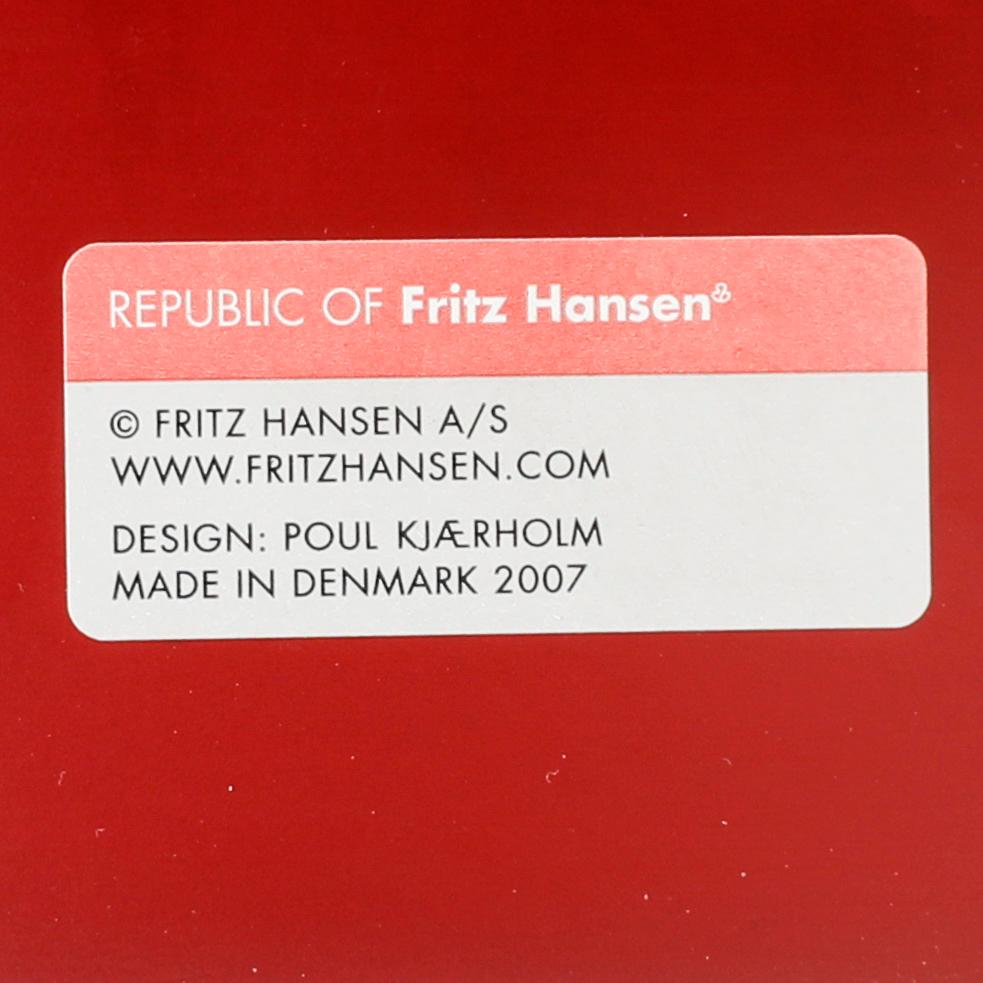 REPUBLIC OF Fritz Hansen
© FRITZ HANSEN A/S
WWW.FRITZHANSEN.COM
DESIGN: POUL KJÆRHOLM
MADE IN DENMARK 2007